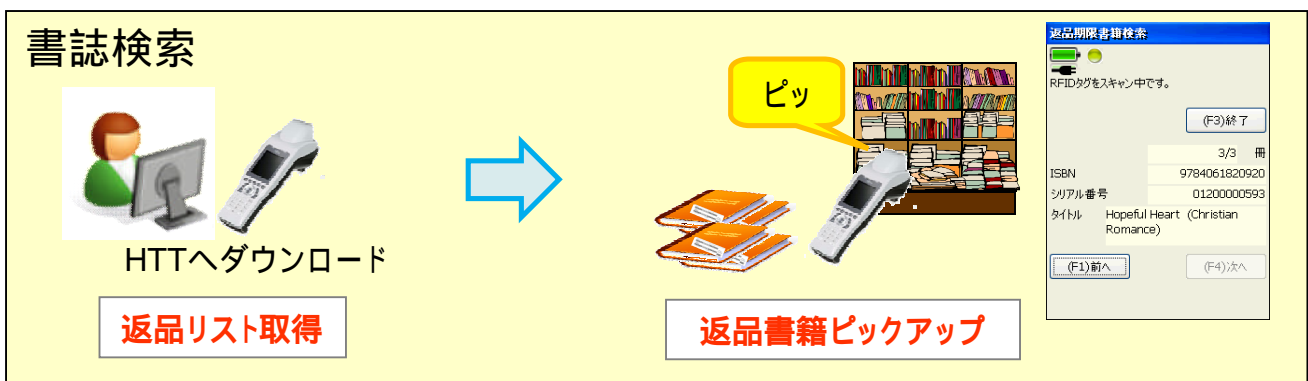 書誌検索
HTTへダウンロード
返品リスト取得
ピッ
返品書籍ピックアップ
返品期限書籍検索
RFIDタグをスキャン中です。
(F3)終了
3/3 冊
ISBN 9784061820920
シリアル番号 01200000593
タイトル Hopeful Heart (Christian
Romance)
(F1)前へ (F4)次へ